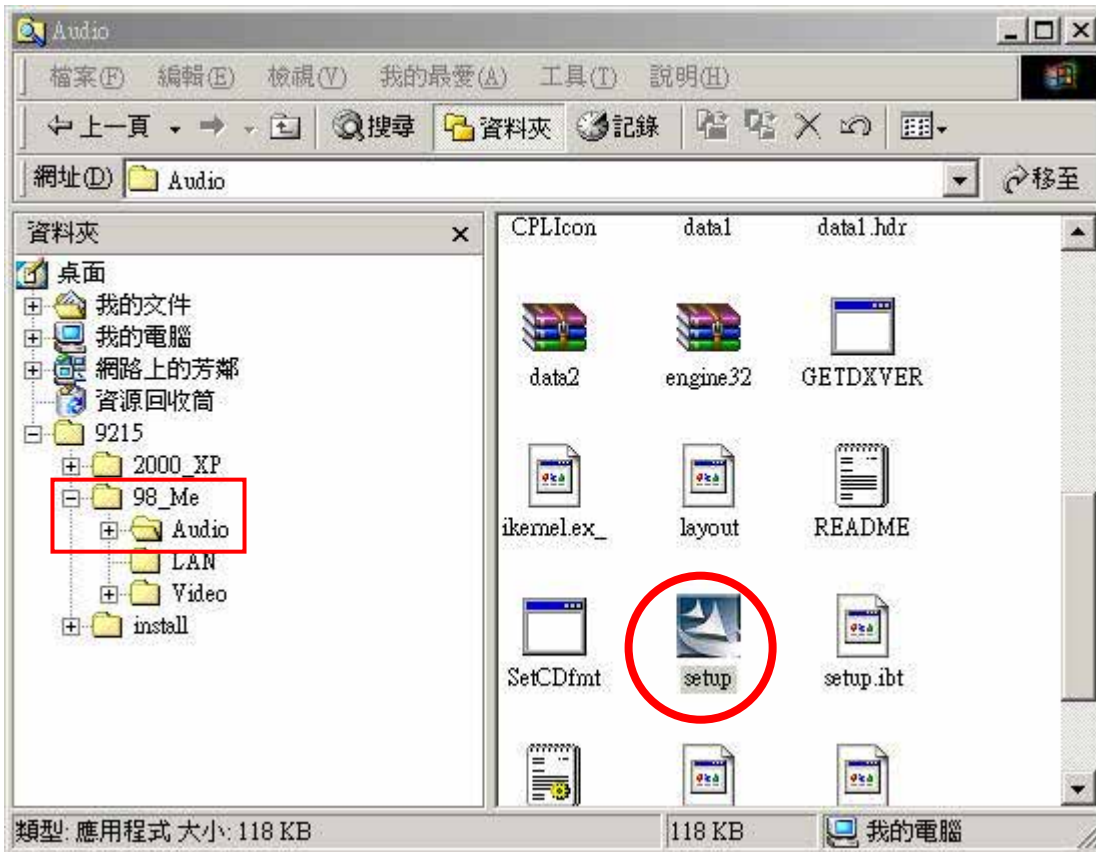 Audio
檔案(F) 編輯(E) 檢視(V) 我的最愛(A) 工具(T) 說明(H)
上一頁 搜尋 資料夾 記錄
網址(D) Audio 移至
資料夾
桌面
我的文件
我的電腦
網路上的芳鄰
資源回收筒
9215
2000_XP
98_Me
Audio
LAN
Video
install
CPLIcon data1 data1.hdr
data2 engine32 GETDXVER
ikernel.ex_ layout README
SetCDfmt setup setup.ibt
類型: 應用程式 大小: 118 KB 118 KB 我的電腦